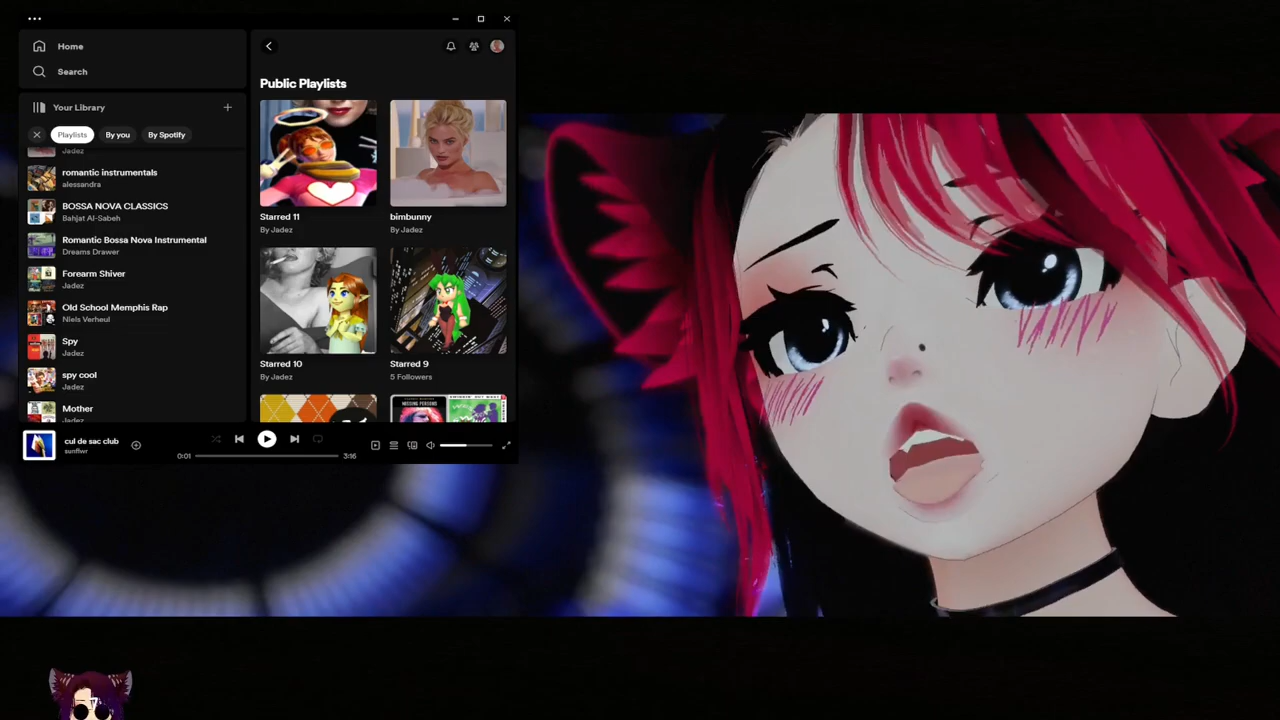 Home
Search
Your Library
Playlists
By you
By Spotify
Jadez
romantic instrumentals
alessandra
BOSSA NOVA CLASSICS
Bahjat Al-Sabeh
Romantic Bossa Nova Instrumental
Dreams Drawer
Forearm Shiver
Jadez
Old School Memphis Rap
Niels Verheul
Spy
Jadez
spy cool
Jadez
Mother
Jadez
Public Playlists
Starred 11
By Jadez
bimbunny
By Jadez
Starred 10
By Jadez
Starred 9
5 Followers
MISSING PERSONS
cul de sac club
sunflwr
0:01
3:16